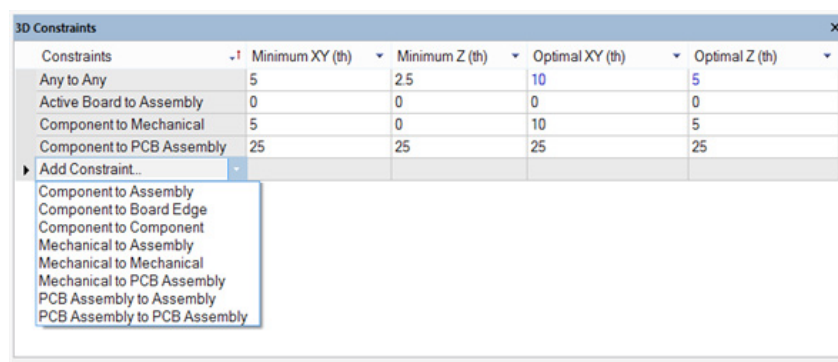 3D Constraints
Constraints Minimum XY (th) Minimum Z (th) Optimal XY (th) Optimal Z (th)
Any to Any 5 2.5 10 5
Active Board to Assembly 0 0 0 0
Component to Mechanical 5 0 10 5
Component to PCB Assembly 25 25 25 25
Add Constraint...
Component to Assembly
Component to Board Edge
Component to Component
Mechanical to Assembly
Mechanical to Mechanical
Mechanical to PCB Assembly
PCB Assembly to Assembly
PCB Assembly to PCB Assembly